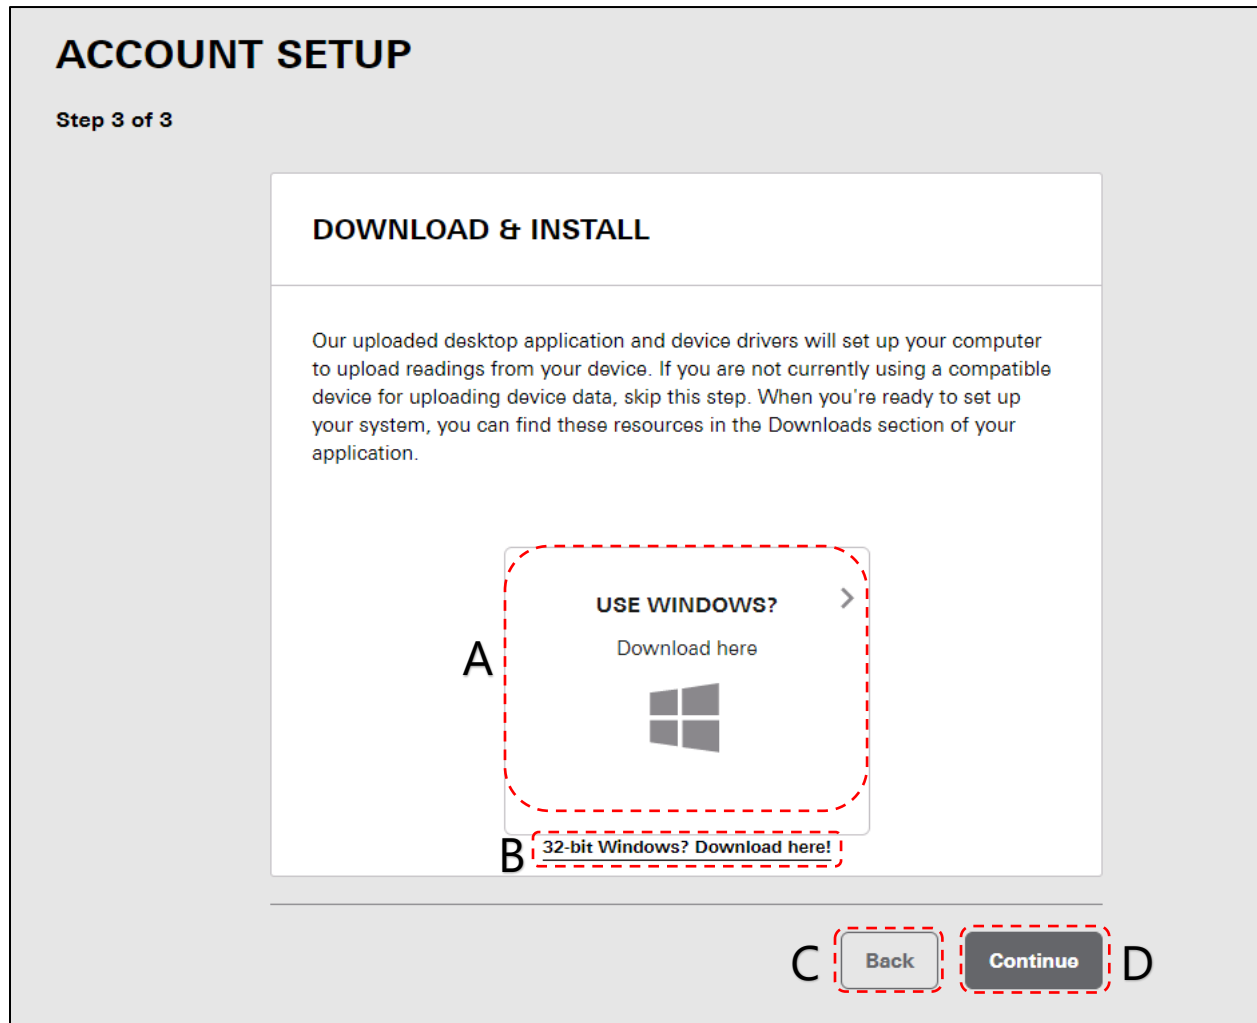 ACCOUNT SETUP
Step 3 of 3
DOWNLOAD & INSTALL
Our uploaded desktop application and device drivers will set up your computer
to upload readings from your device. If you are not currently using a compatible
device for uploading device data, skip this step. When you're ready to set up
your system, you can find these resources in the Downloads section of your
application.
USE WINDOWS?
Download here
A
B
32-bit Windows? Download here!
C
Back
Continue
D